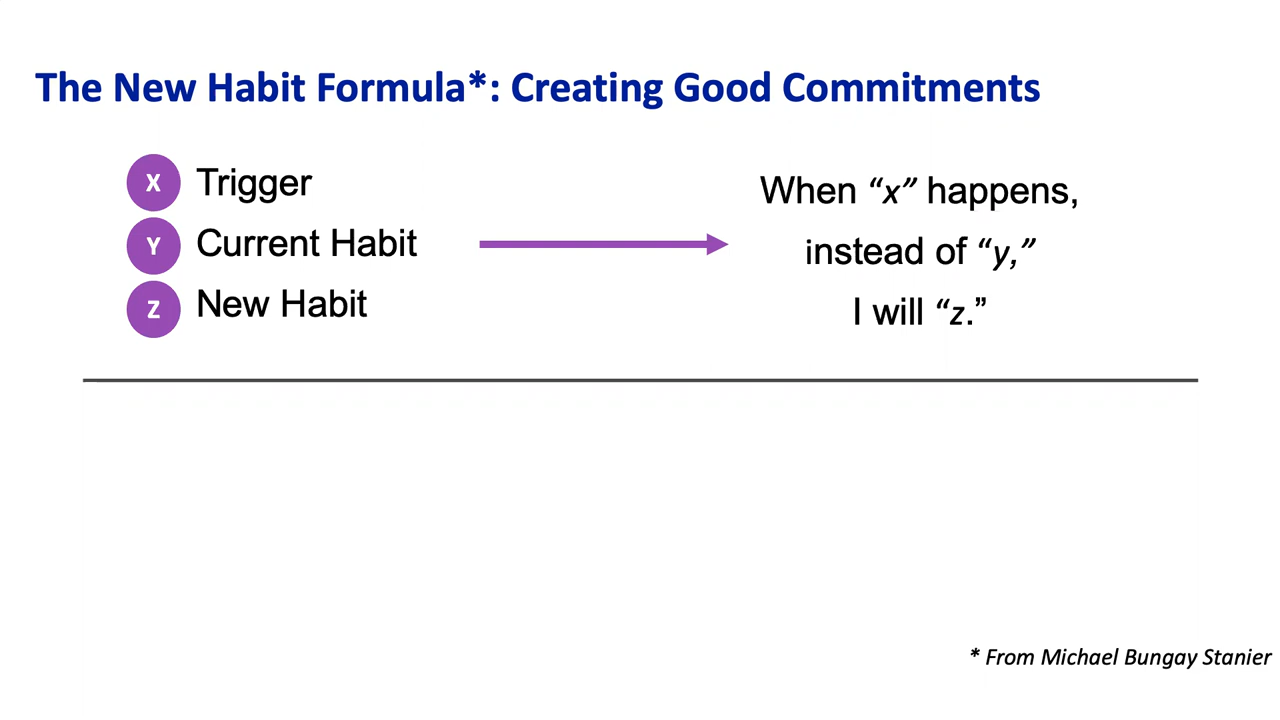 The New Habit Formula*: Creating Good Commitments
X Trigger
Y Current Habit
Z New Habit
When “x” happens,
instead of “y,”
I will “z.”
* From Michael Bungay Stanier